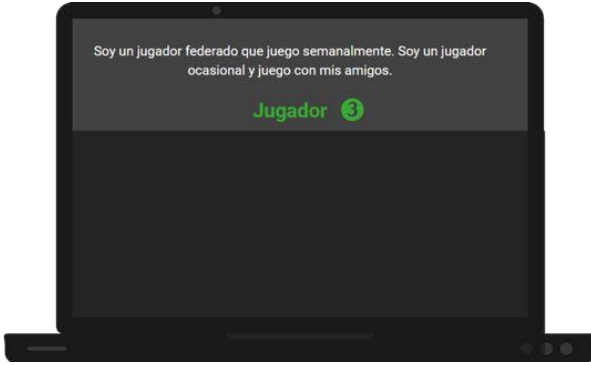 Soy un jugador federado que juego semanalmente. Soy un jugador
ocasional y juego con mis amigos.
Jugador 3